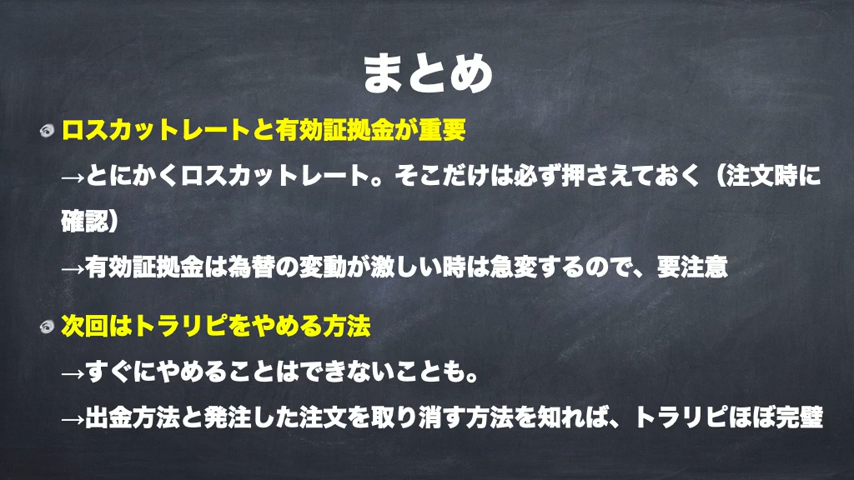 まとめ
ロスカットレートと有効証拠金が重要
→とにかくロスカットレート。そこだけは必ず押さえておく（注文時に
確認）
→有効証拠金は為替の変動が激しい時は急変するので、要注意
次回はトラリピをやめる方法
→すぐにやめることはできないことも。
→出金方法と発注した注文を取り消す方法を知れば、トラリピほぼ完璧